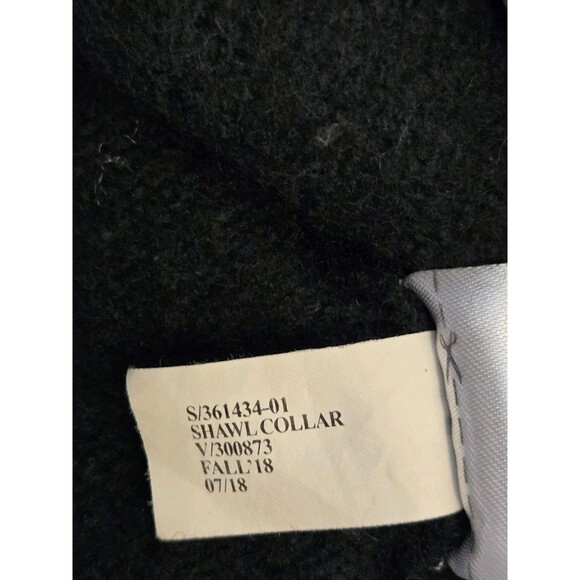 S/361434-01
SHAWL COLLAR
V/300873
FALL'18
07/18